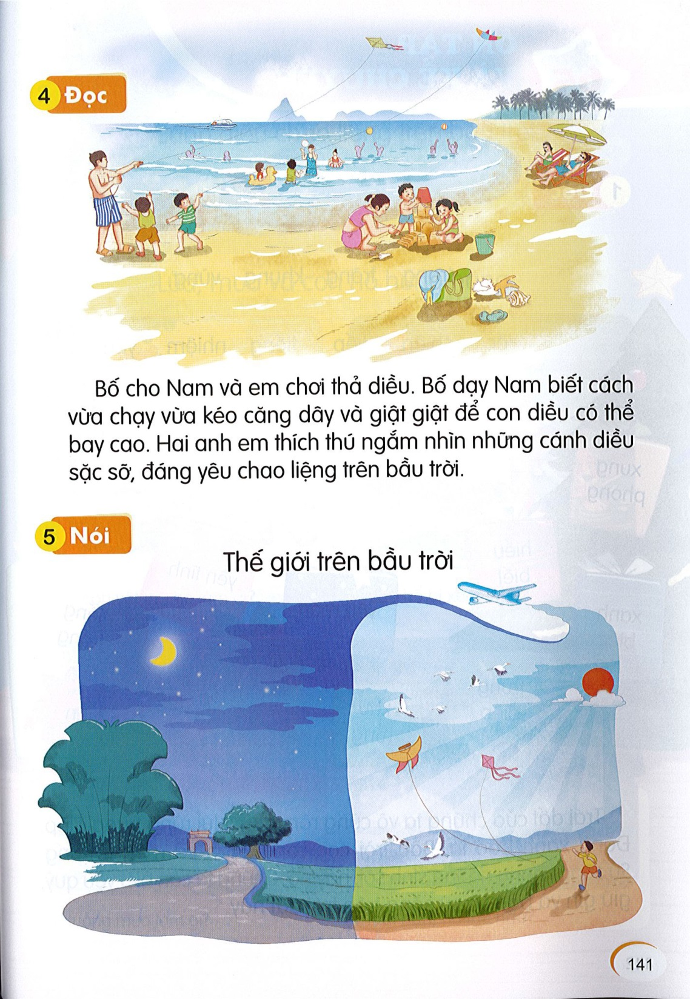 4 Đọc
Bố cho Nam và em chơi thả diều. Bố dạy Nam biết cách
vừa chạy vừa kéo căng dây và giật giật để con diều có thể
bay cao. Hai anh em thích thú ngắm nhìn những cánh diều
sặc sỡ, đáng yêu chao liệng trên bầu trời.
5 Nói
Thế giới trên bầu trời
141